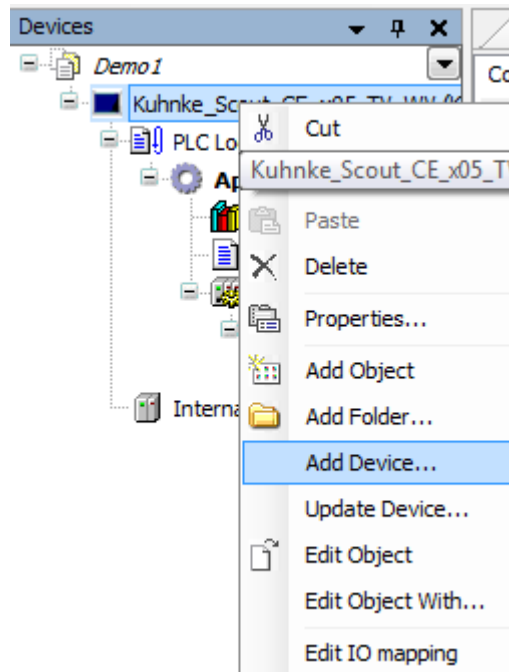 Devices
Demo1
Co
Kuhnke_Scout_CE_x05_TV_WV (K
Cut
PLC Lo
Kuhnke_Scout_CE_x05_T
Ap
Paste
Delete
Properties...
Add Object
Interna
Add Folder...
Add Device...
Update Device...
Edit Object
Edit Object With...
Edit IO mapping